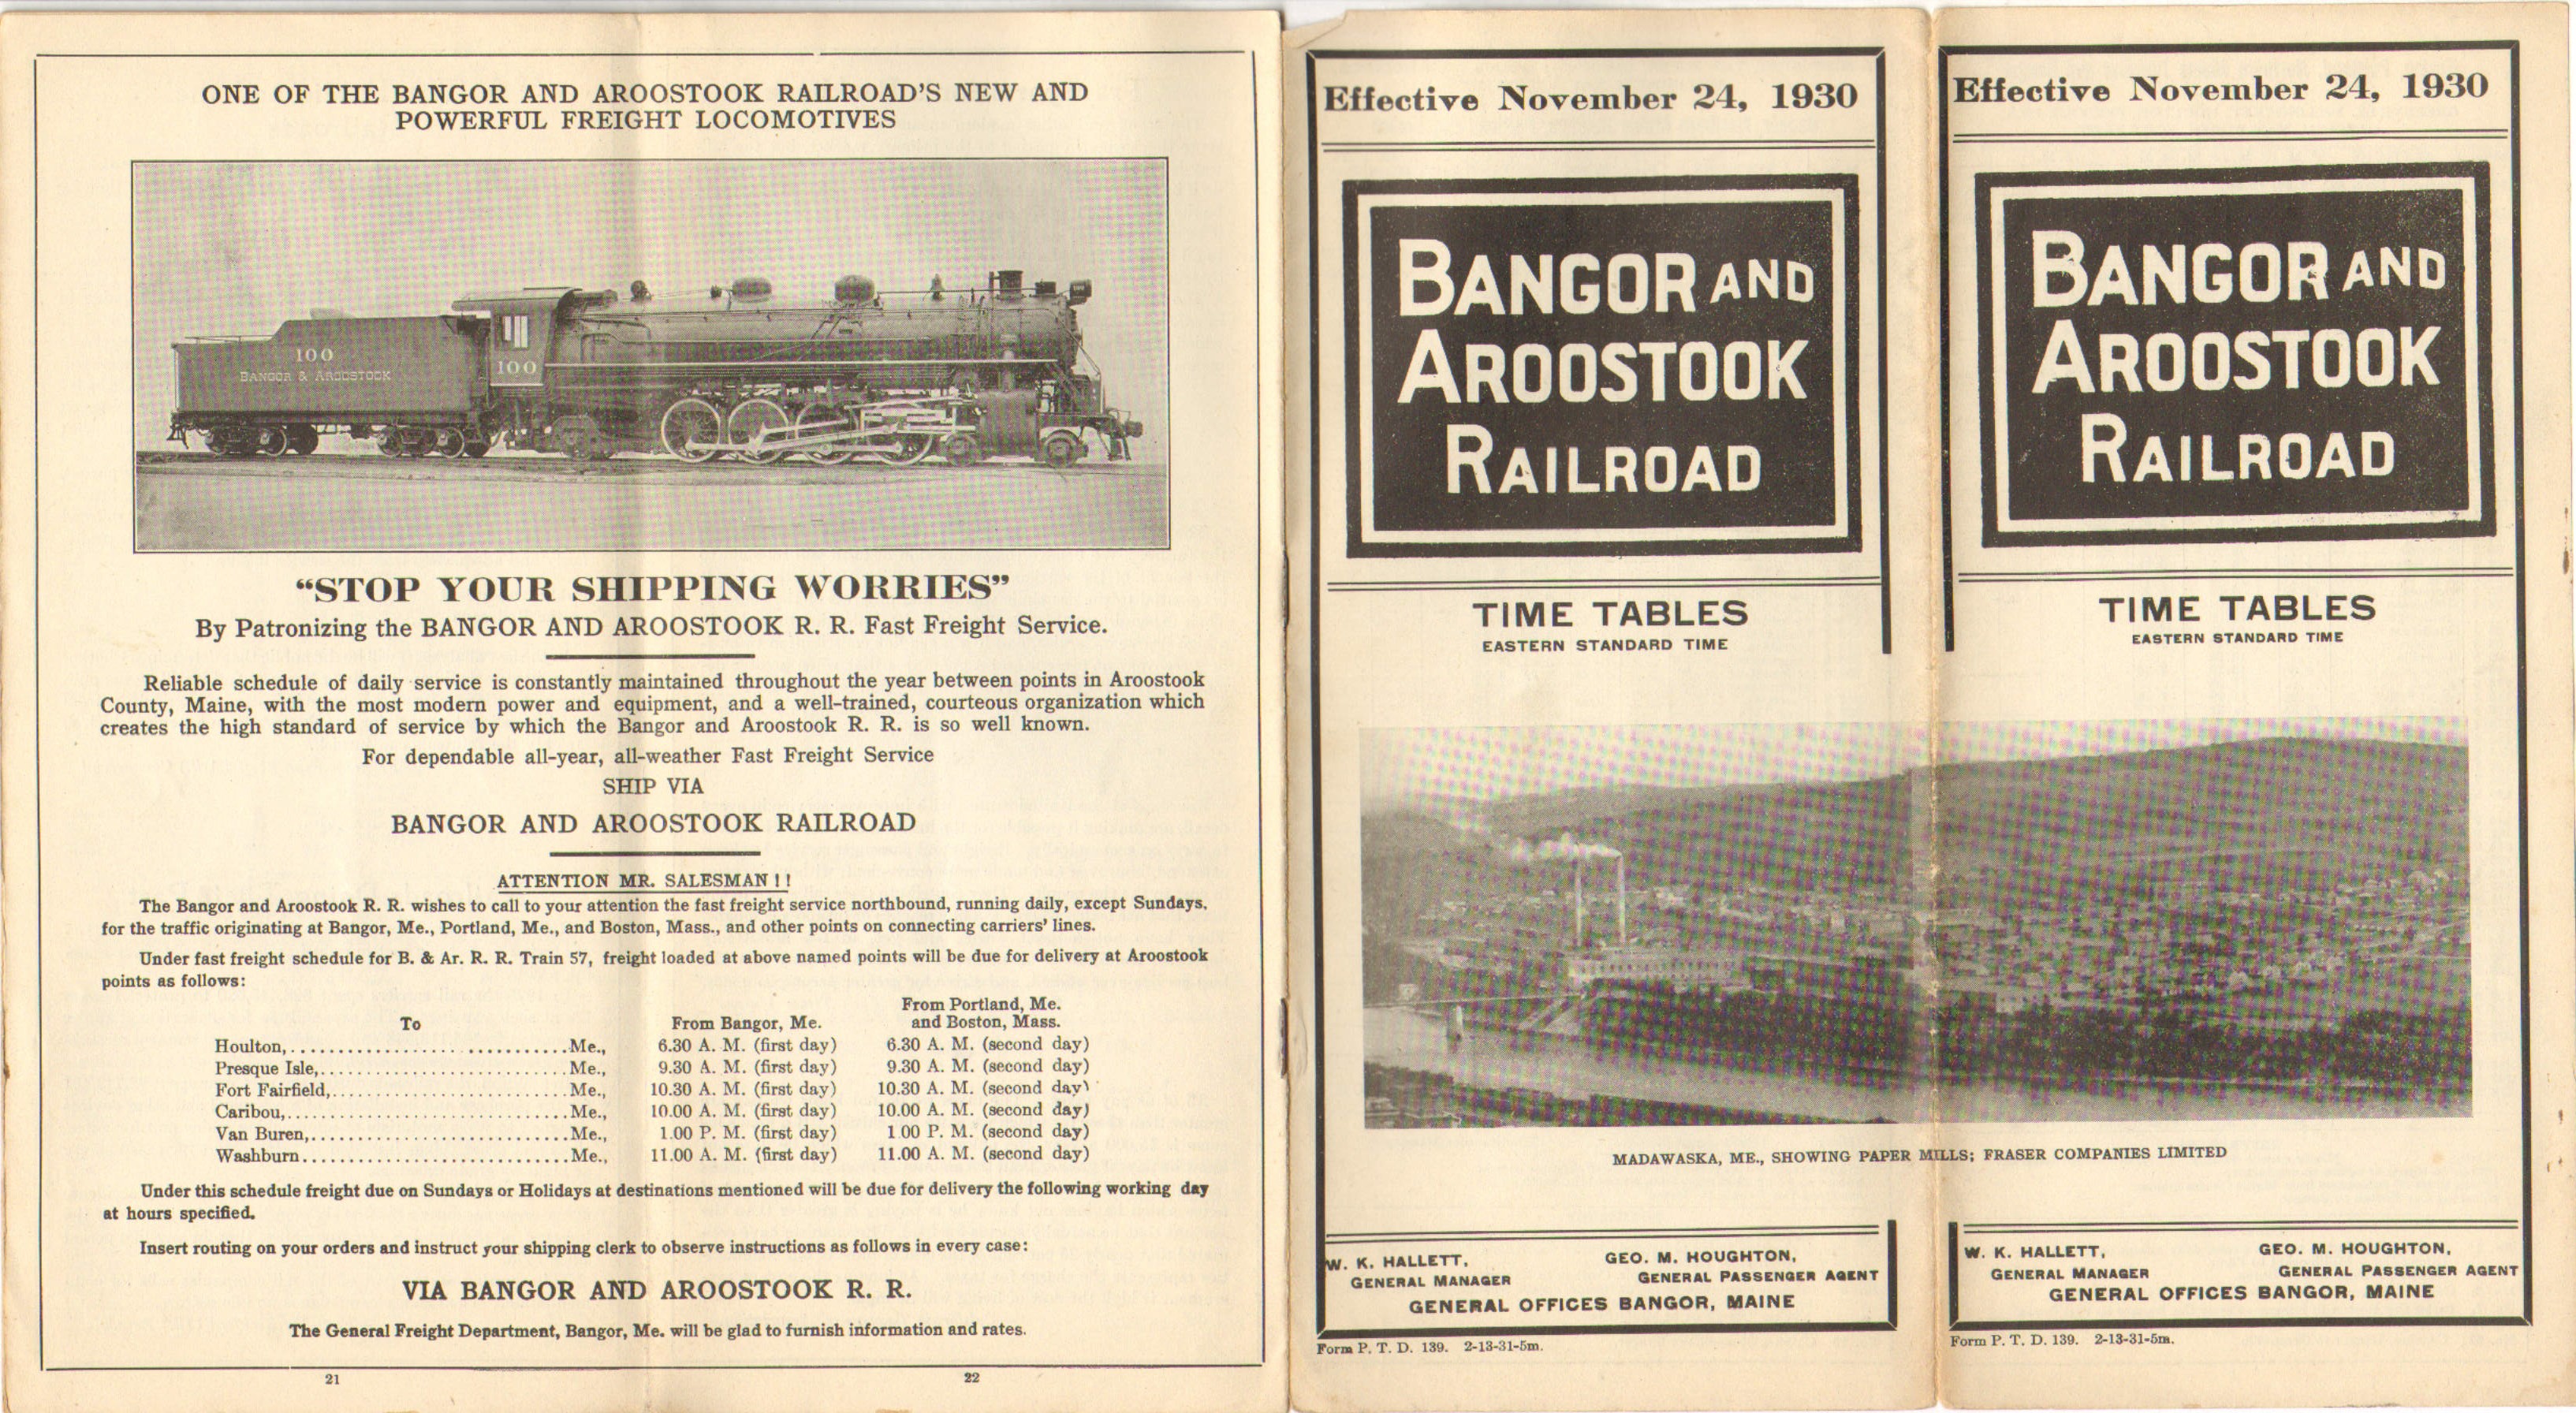 ONE OF THE BANGOR AND AROOSTOOK RAILROAD'S NEW AND
POWERFUL FREIGHT LOCOMOTIVES
100
BANGOR & AROOSTOOK
100
“STOP YOUR SHIPPING WORRIES”
By Patronizing the BANGOR AND AROOSTOOK R. R. Fast Freight Service.
Reliable schedule of daily service is constantly maintained throughout the year between points in Aroostook
County, Maine, with the most modern power and equipment, and a well-trained, courteous organization which
creates the high standard of service by which the Bangor and Aroostook R. R. is so well known.
For dependable all-year, all-weather Fast Freight Service
SHIP VIA
BANGOR AND AROOSTOOK RAILROAD
ATTENTION MR. SALESMAN ! !
The Bangor and Aroostook R. R. wishes to call to your attention the fast freight service northbound, running daily, except Sundays,
for the traffic originating at Bangor, Me., Portland, Me., and Boston, Mass., and other points on connecting carriers' lines.
Under fast freight schedule for B. & Ar. R. R. Train 57, freight loaded at above named points will be due for delivery at Aroostook
points as follows:
From Portland, Me.
To From Bangor, Me. and Boston, Mass.
Houlton,................................Me., 6.30 A. M. (first day) 6.30 A. M. (second day)
Presque Isle,..........................Me., 9.30 A. M. (first day) 9.30 A. M. (second day)
Fort Fairfield,.........................Me., 10.30 A. M. (first day) 10.30 A. M. (second day)
Caribou,..............................Me., 10.00 A. M. (first day) 10.00 A. M. (second day)
Van Buren,...........................Me., 1.00 P. M. (first day) 1.00 P. M. (second day)
Washburn............................Me., 11.00 A. M. (first day) 11.00 A. M. (second day)
Under this schedule freight due on Sundays or Holidays at destinations mentioned will be due for delivery the following working day
at hours specified.
Insert routing on your orders and instruct your shipping clerk to observe instructions as follows in every case:
VIA BANGOR AND AROOSTOOK R. R.
The General Freight Department, Bangor, Me. will be glad to furnish information and rates.
21
22
Effective November 24, 1930
BANGOR AND
AROOSTOOK
RAILROAD
TIME TABLES
EASTERN STANDARD TIME
Effective November 24, 1930
BANGOR AND
AROOSTOOK
RAILROAD
TIME TABLES
EASTERN STANDARD TIME
MADAWASKA, ME., SHOWING PAPER MILLS; FRASER COMPANIES LIMITED
W. K. HALLETT, GEO. M. HOUGHTON,
GENERAL MANAGER GENERAL PASSENGER AGENT
GENERAL OFFICES BANGOR, MAINE
Form P. T. D. 139. 2-13-31-5m.
W. K. HALLETT, GEO. M. HOUGHTON,
GENERAL MANAGER GENERAL PASSENGER AGENT
GENERAL OFFICES BANGOR, MAINE
Form P. T. D. 139. 2-13-31-5m.